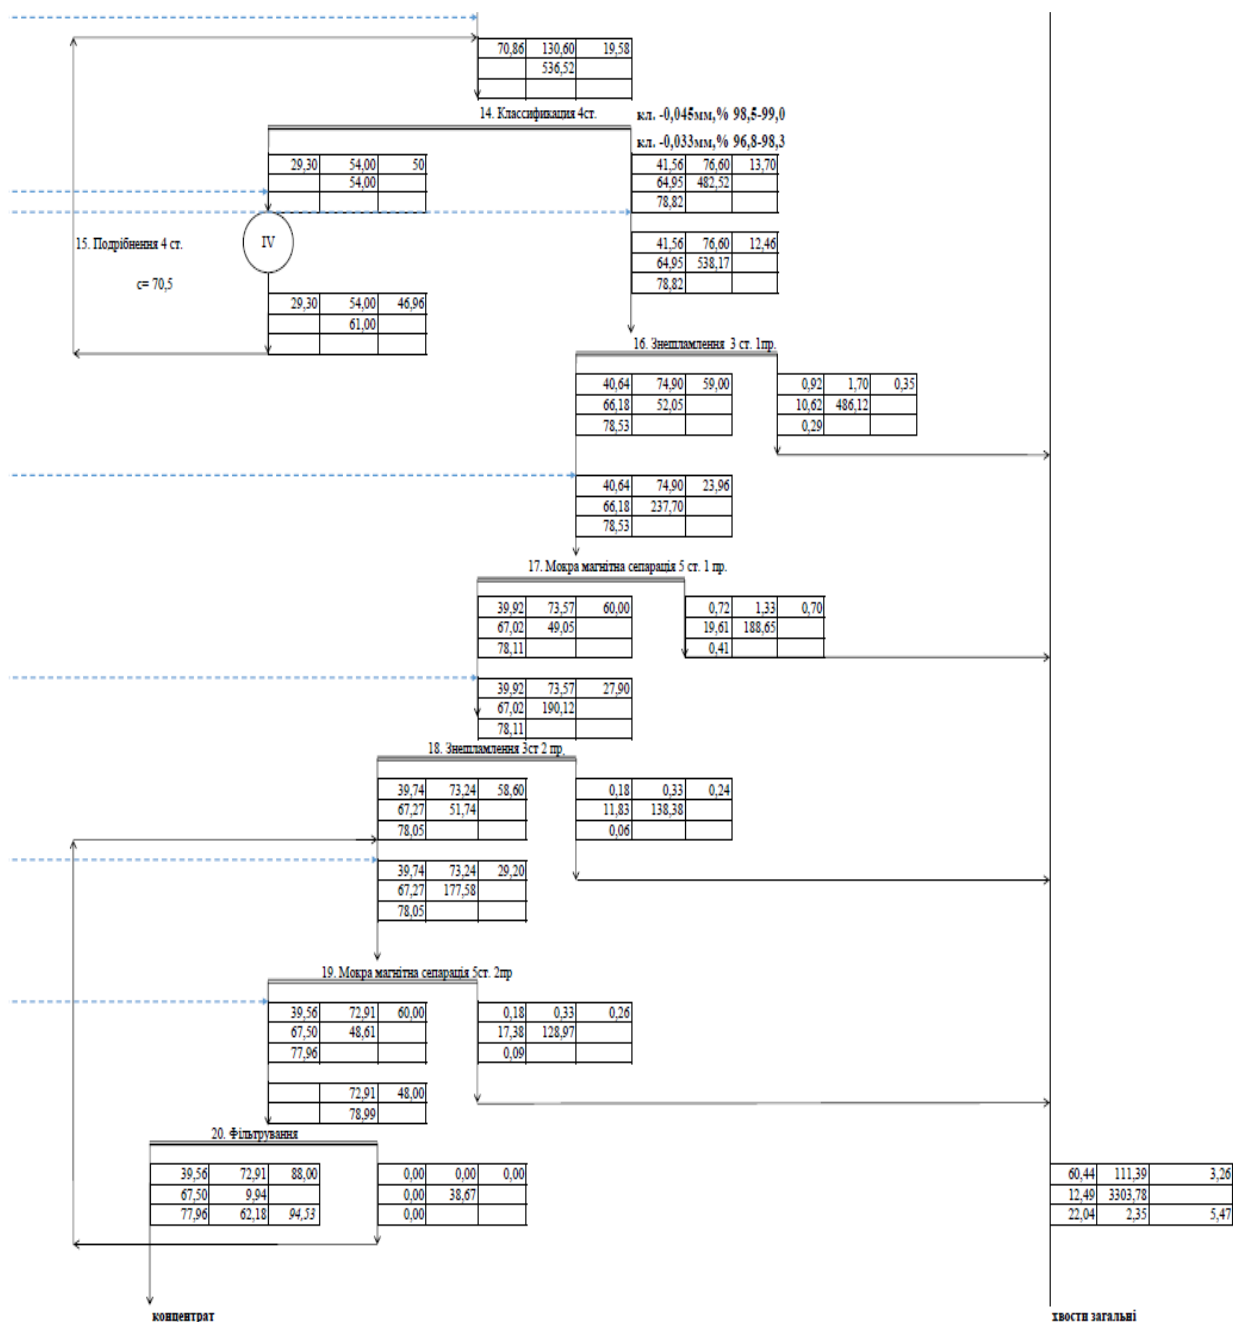 70,86 130,60 19,58
536,52
14. Классификация 4ст.
кл. -0,045мм,% 98,5-99,0
кл. -0,033мм,% 96,8-98,3
29,30 54,00 50
54,00
41,56 76,60 13,70
64,95 482,52
78,82
15. Подрібнення 4 ст.
IV
c= 70,5
41,56 76,60 12,46
64,95 538,17
78,82
29,30 54,00 46,96
61,00
16. Знешламлення 3 ст. 1пр.
40,64 74,90 59,00
66,18 52,05
78,53
0,92 1,70 0,35
10,62 486,12
0,29
40,64 74,90 23,96
66,18 237,70
78,53
17. Мокра магнітна сепарація 5 ст. 1 пр.
39,92 73,57 60,00
67,02 49,05
78,11
0,72 1,33 0,70
19,61 188,65
0,41
39,92 73,57 27,90
67,02 190,12
78,11
18. Знешламлення 3ст 2 пр.
39,74 73,24 58,60
67,27 51,74
78,05
0,18 0,33 0,24
11,83 138,38
0,06
39,74 73,24 29,20
67,27 177,58
78,05
19. Мокра магнітна сепарація 5ст. 2пр
39,56 72,91 60,00
67,50 48,61
77,96
0,18 0,33 0,26
17,38 128,97
0,09
72,91 48,00
78,99
20. Фільтрування
39,56 72,91 88,00
67,50 9,94
77,96 62,18 94,53
0,00 0,00 0,00
0,00 38,67
0,00
60,44 111,39 3,26
12,49 3303,78
22,04 2,35 5,47
концентрат
хвости загальні